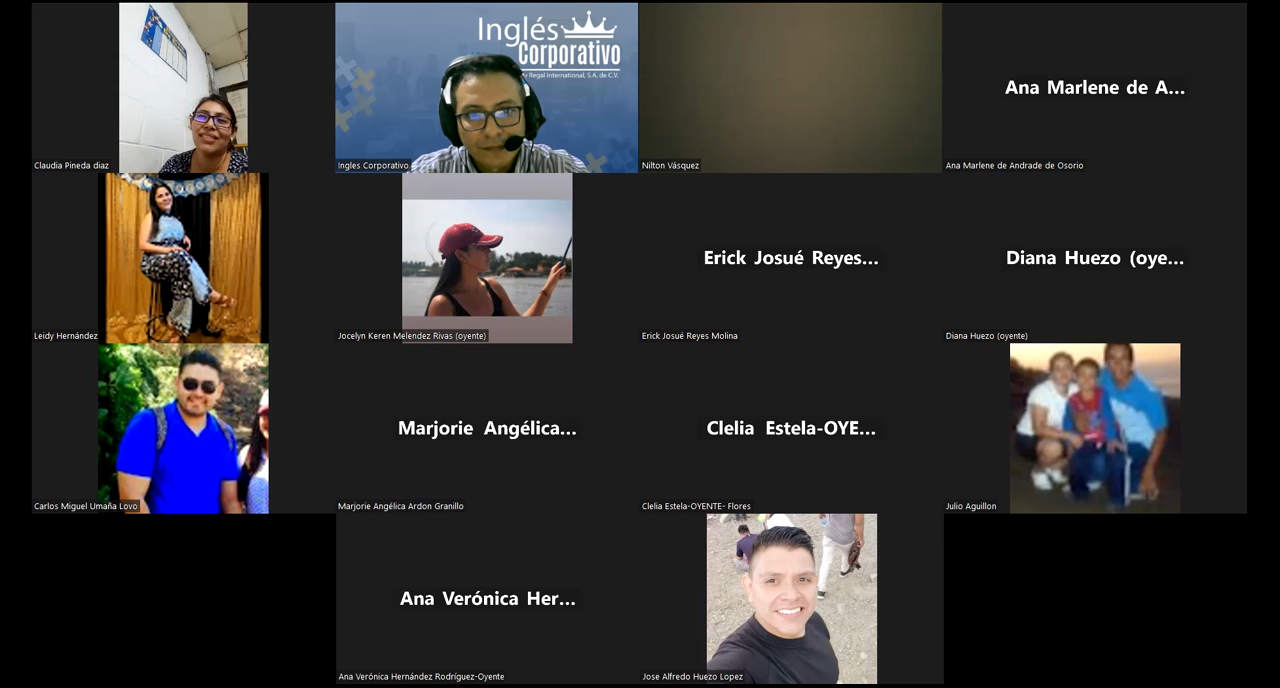 Claudia Pineda diaz
Inglés
Corporativo
by Regal International, S.A. de C.V.
Ingles Corporativo
Nilton Vásquez
Ana Marlene de A...
Ana Marlene de Andrade de Osorio
Leidy Hernández
Jocelyn Keren Melendez Rivas (oyente)
Erick Josué Reyes...
Erick Josué Reyes Molina
Diana Huezo (oye...
Diana Huezo (oyente)
Carlos Miguel Umaña Lovo
Marjorie Angélica...
Marjorie Angélica Ardon Granillo
Clelia Estela-OYE...
Clelia Estela-OYENTE- Flores
Julio Aguillon
Ana Verónica Her...
Ana Verónica Hernández Rodríguez-Oyente
Jose Alfredo Huezo Lopez